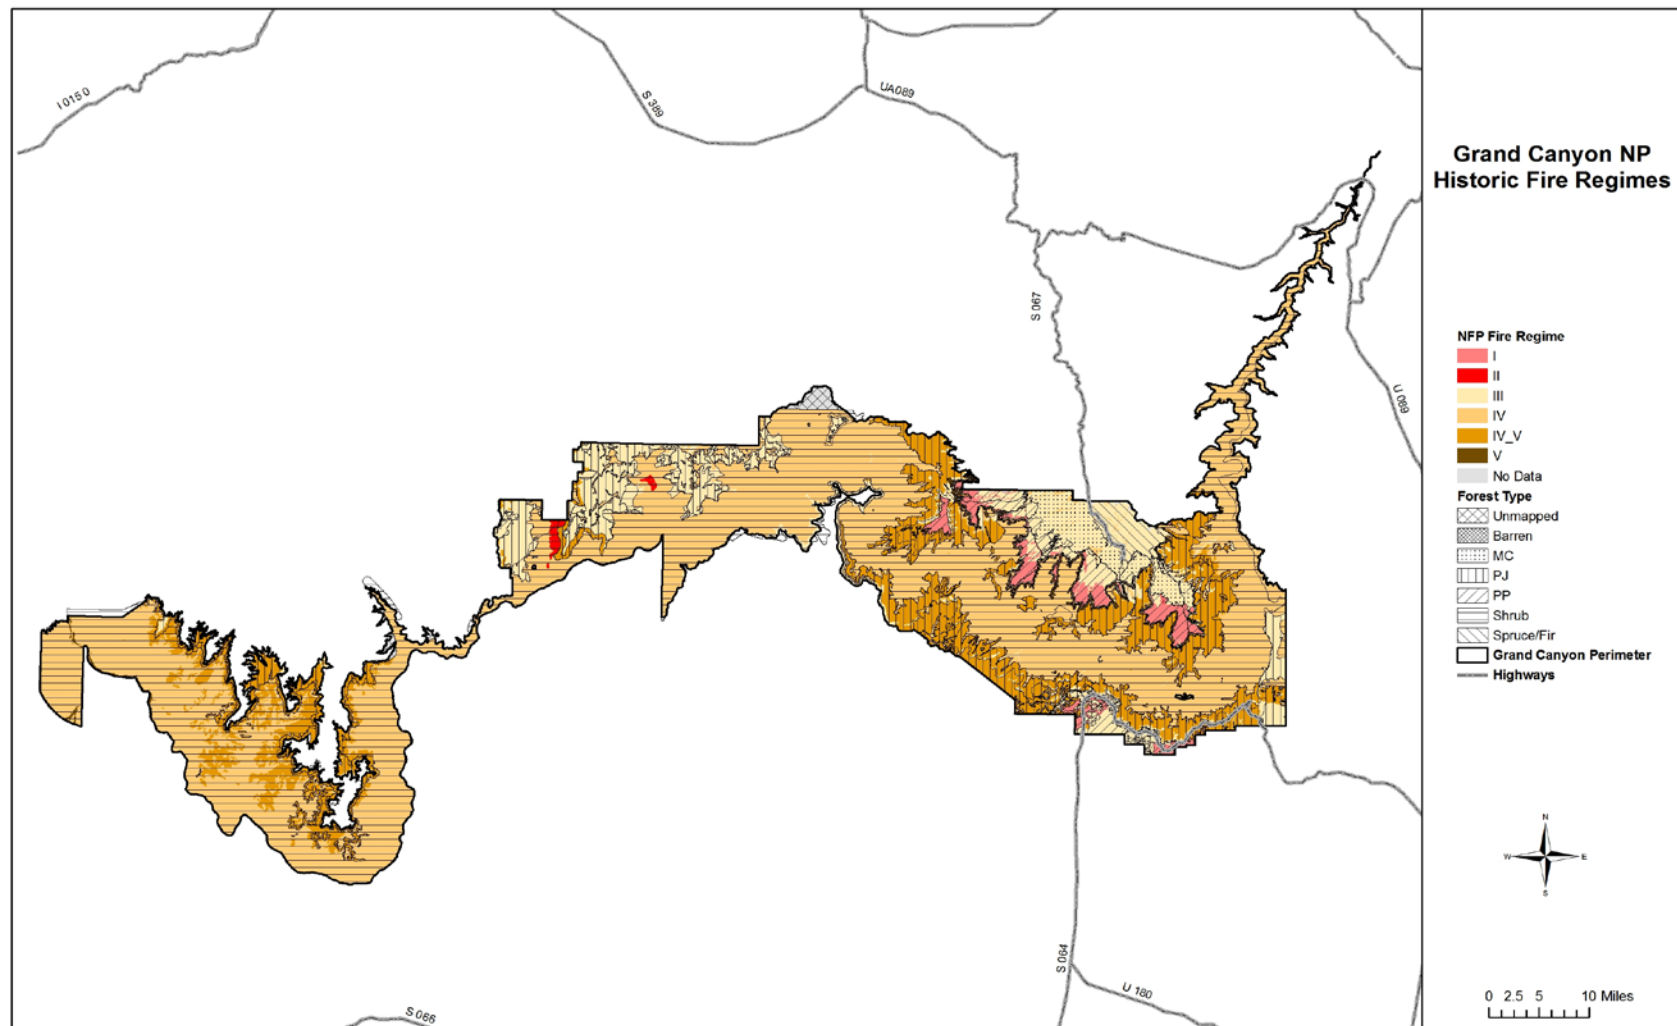 I 0150
S 389
UA089
Grand Canyon NP
Historic Fire Regimes
S 067
U 089
NFP Fire Regime
I
II
III
IV
IV_V
V
No Data
Forest Type
Unmapped
Barren
MC
PJ
PP
Shrub
Spruce/Fir
Grand Canyon Perimeter
Highways
N
W E
S
S 064
U 180
S 066
0 2.5 5 10 Miles